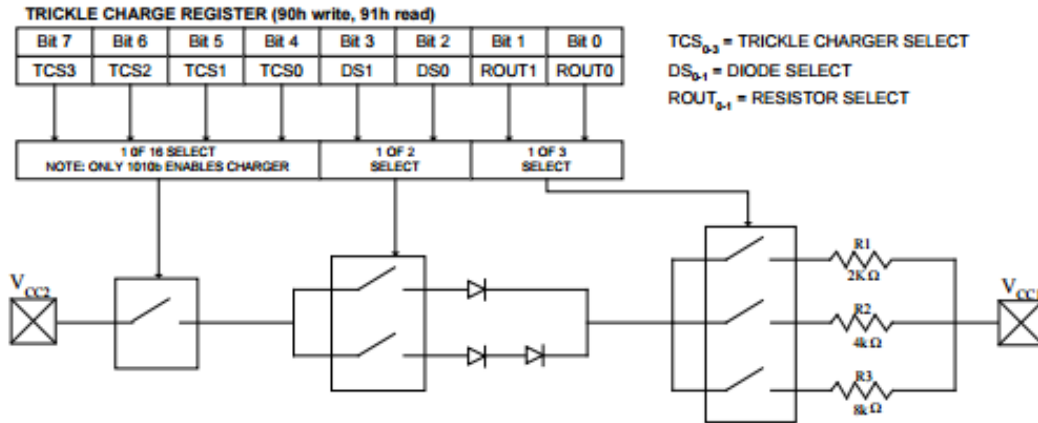 TRICKLE CHARGE REGISTER (90h write, 91h read)
Bit 7 Bit 6 Bit 5 Bit 4 Bit 3 Bit 2 Bit 1 Bit 0
TCS3 TCS2 TCS1 TCS0 DS1 DS0 ROUT1 ROUT0
TCS0-3 = TRICKLE CHARGER SELECT
DS0-1 = DIODE SELECT
ROUT0-1 = RESISTOR SELECT
1 0F 16 SELECT
NOTE: ONLY 1010b ENABLES CHARGER
1 OF 2
SELECT
1 OF 3
SELECT
VCC2
R1
2KΩ
R2
4kΩ
R3
8kΩ
VCC1